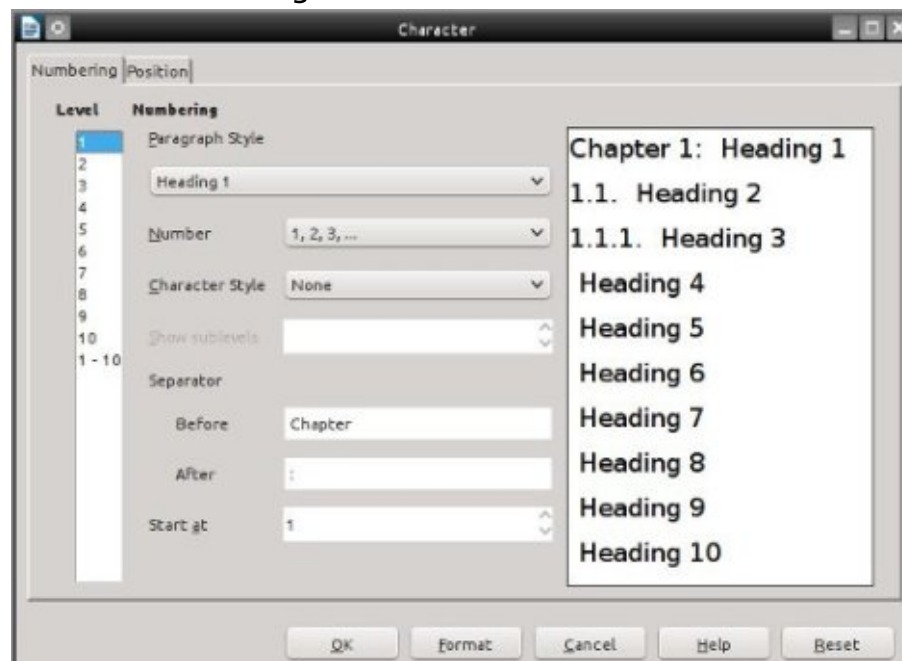 Character
Numbering Position
Level Numbering
1
2
3
4
5
6
7
8
9
10
1 - 10
Paragraph Style
Heading 1
Number 1, 2, 3, ...
Character Style None
Show sublevels
Separator
Before Chapter
After :
Start at 1
Chapter 1: Heading 1
1.1. Heading 2
1.1.1. Heading 3
Heading 4
Heading 5
Heading 6
Heading 7
Heading 8
Heading 9
Heading 10
OK Format Cancel Help Reset